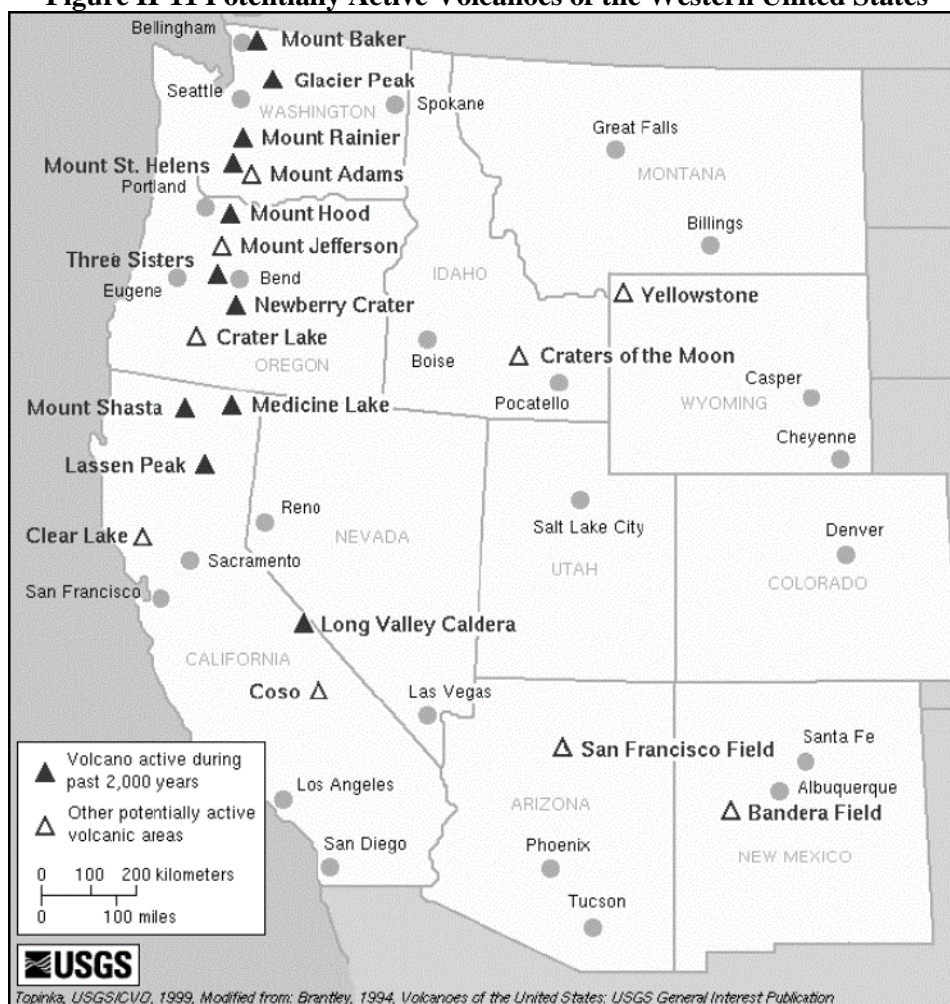 Figure II-11 Potentially Active Volcanoes of the Western United States
Bellingham
Mount Baker
Glacier Peak
Seattle
WASHINGTON
Spokane
Mount Rainier
Mount St. Helens
Mount Adams
Portland
Mount Hood
Mount Jefferson
Three Sisters
Eugene
Bend
Newberry Crater
Crater Lake
OREGON
Great Falls
MONTANA
Billings
IDAHO
Yellowstone
Boise
Craters of the Moon
Pocatello
Casper
WYOMING
Cheyenne
Mount Shasta
Medicine Lake
Lassen Peak
Reno
Clear Lake
NEVADA
Sacramento
San Francisco
Salt Lake City
UTAH
Denver
COLORADO
Long Valley Caldera
CALIFORNIA
Coso
Las Vegas
San Francisco Field
Santa Fe
Albuquerque
Bandera Field
ARIZONA
NEW MEXICO
Los Angeles
San Diego
Phoenix
Tucson
Volcano active during
past 2,000 years
Other potentially active
volcanic areas
0 100 200 kilometers
0 100 miles
USGS
Topinka, USGS/CVO, 1999, Modified from: Brantley, 1994, Volcanoes of the United States: USGS General Interest Publication